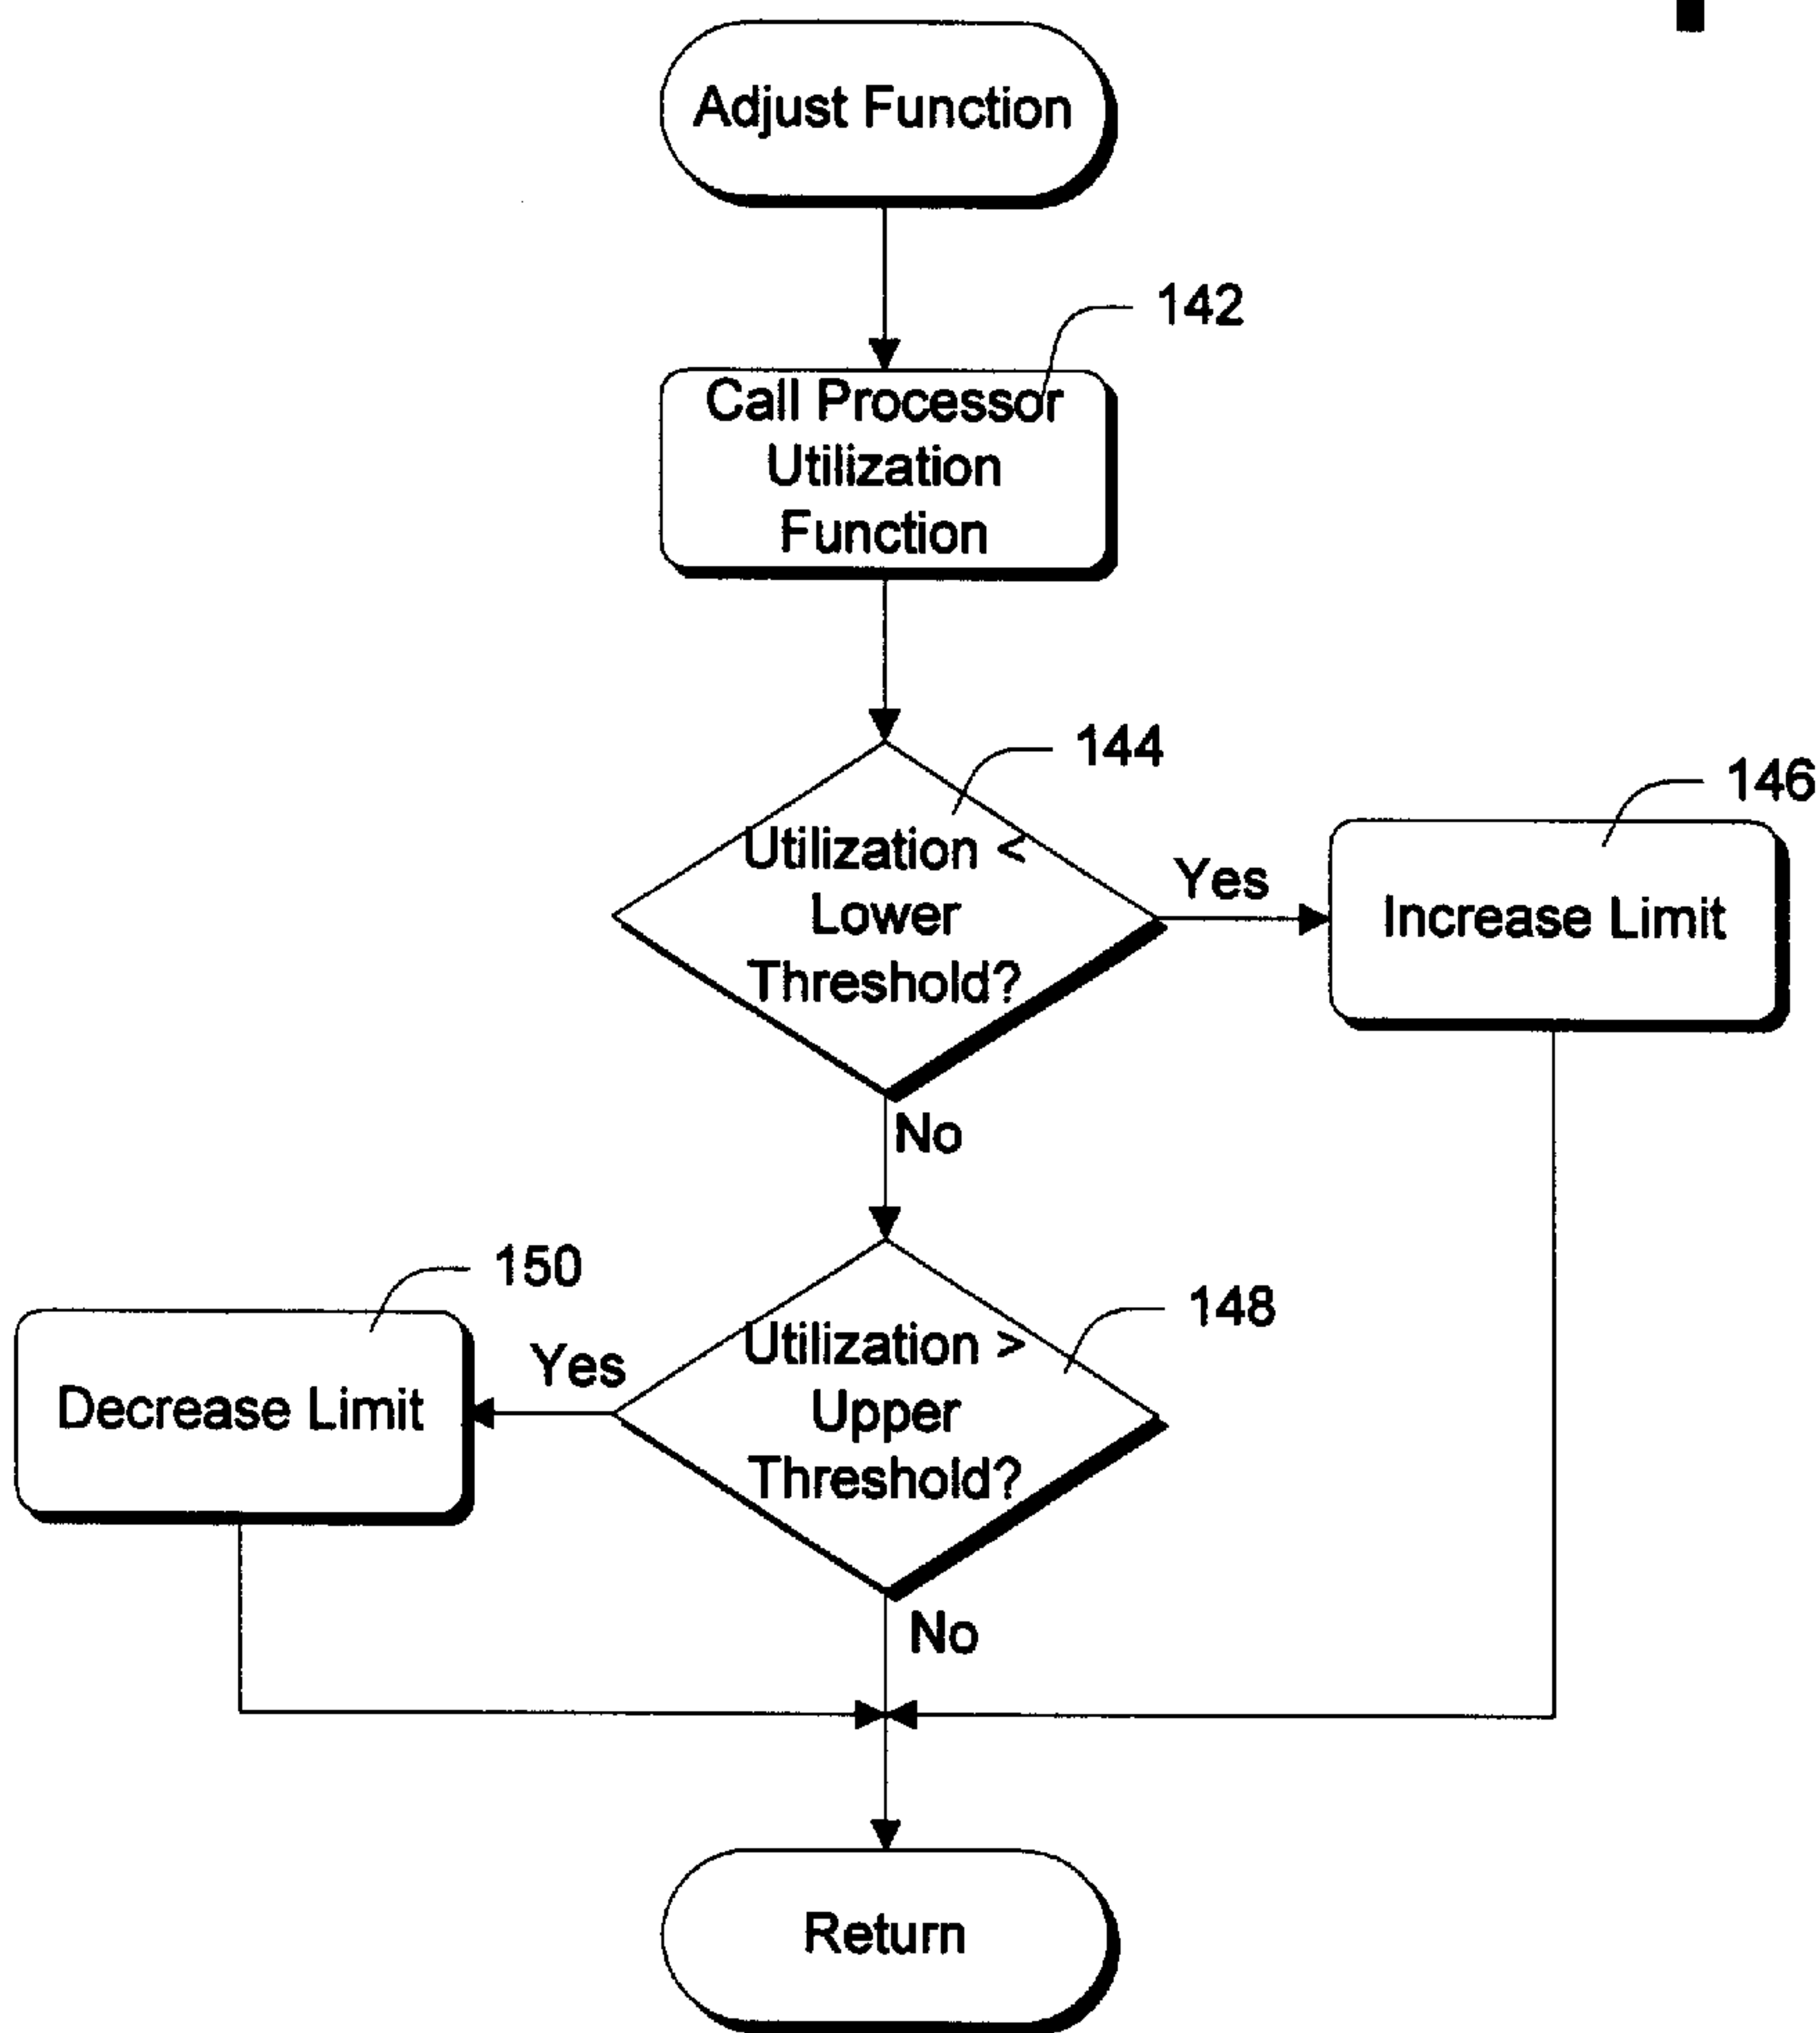 Adjust Function
142
Call Processor
Utilization
Function
144
Utilization <
Lower
Threshold?
Yes
146
Increase Limit
No
150
Decrease Limit
Yes
148
Utilization >
Upper
Threshold?
No
Return